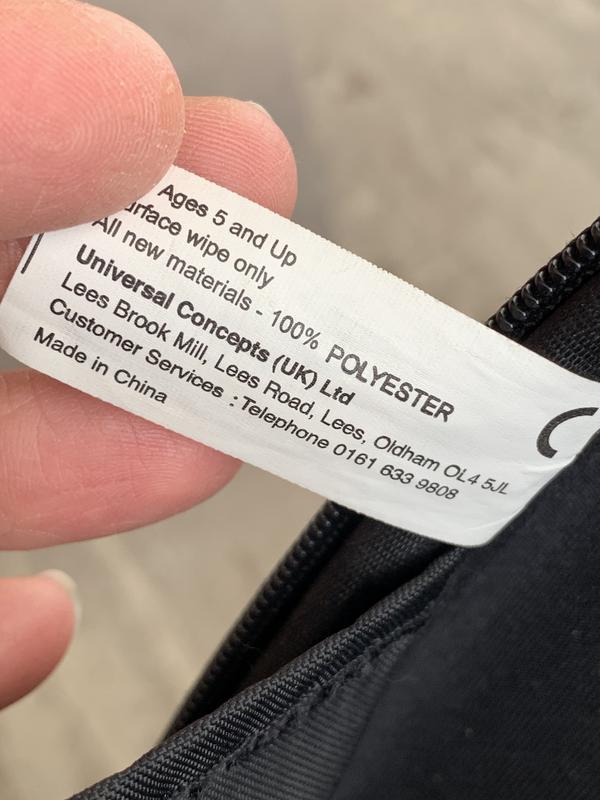 Ages 5 and Up
urface wipe only
All new materials - 100% POLYESTER
Universal Concepts (UK) Ltd
Lees Brook Mill, Lees Road, Lees, Oldham OL4 5JL
Customer Services : Telephone 0161 633 9808
Made in China